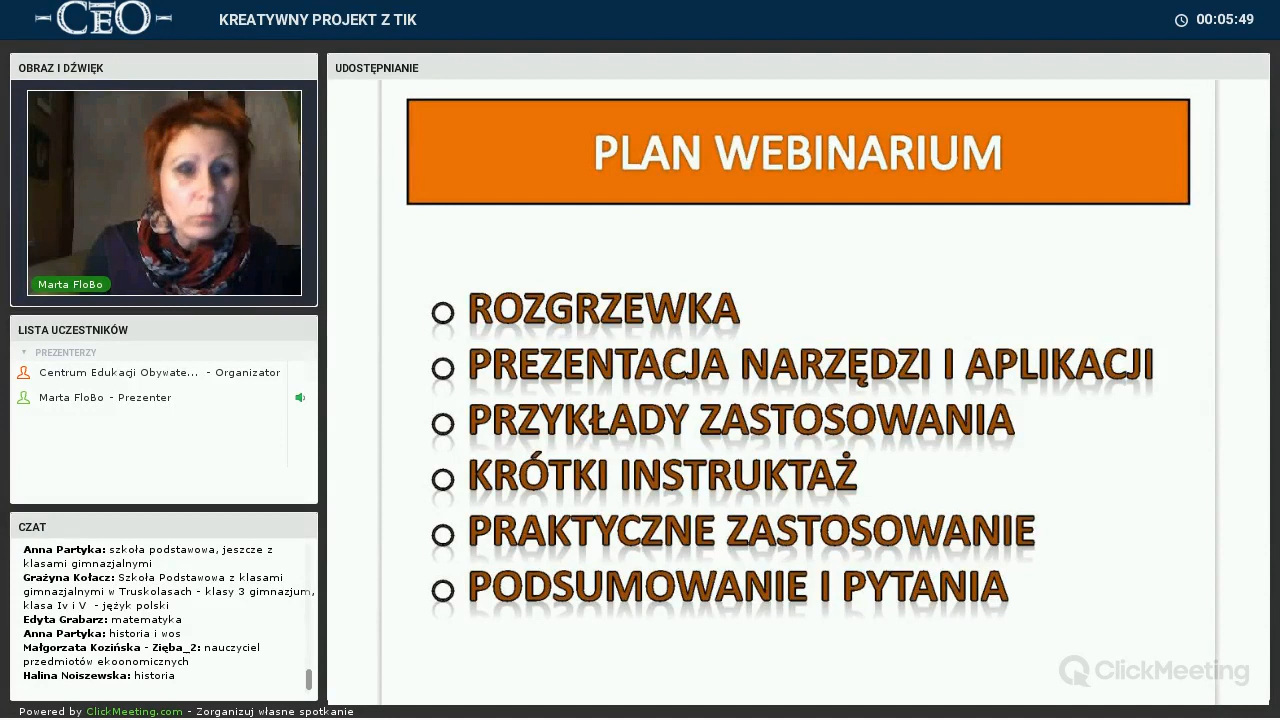 CEO
KREATYWNY PROJEKT Z TIK
00:05:49
OBRAZ I DŹWIĘK
Marta FloBo
LISTA UCZESTNIKÓW
PREZENTERZY
Centrum Edukacji Obywate... - Organizator
Marta FloBo - Prezenter
CZAT
Anna Partyka: szkoła podstawowa, jeszcze z
klasami gimnazjalnymi
Grażyna Kołacz: Szkoła Podstawowa z klasami
gimnazjalnymi w Truskolasach - klasy 3 gimnazjum,
klasa Iv i V - jężyk polski
Edyta Grabarz: matematyka
Anna Partyka: historia i wos
Małgorzata Kozińska - Zięba_2: nauczyciel
przedmiotów ekoonomicznych
Halina Noiszewska: historia
UDOSTĘPNIANIE
PLAN WEBINARIUM
ROZGRZEWKA
PREZENTACJA NARZĘDZI I APLIKACJI
PRZYKŁADY ZASTOSOWANIA
KRÓTKI INSTRUKTAŻ
PRAKTYCZNE ZASTOSOWANIE
PODSUMOWANIE I PYTANIA
ClickMeeting
Powered by ClickMeeting.com - Zorganizuj własne spotkanie